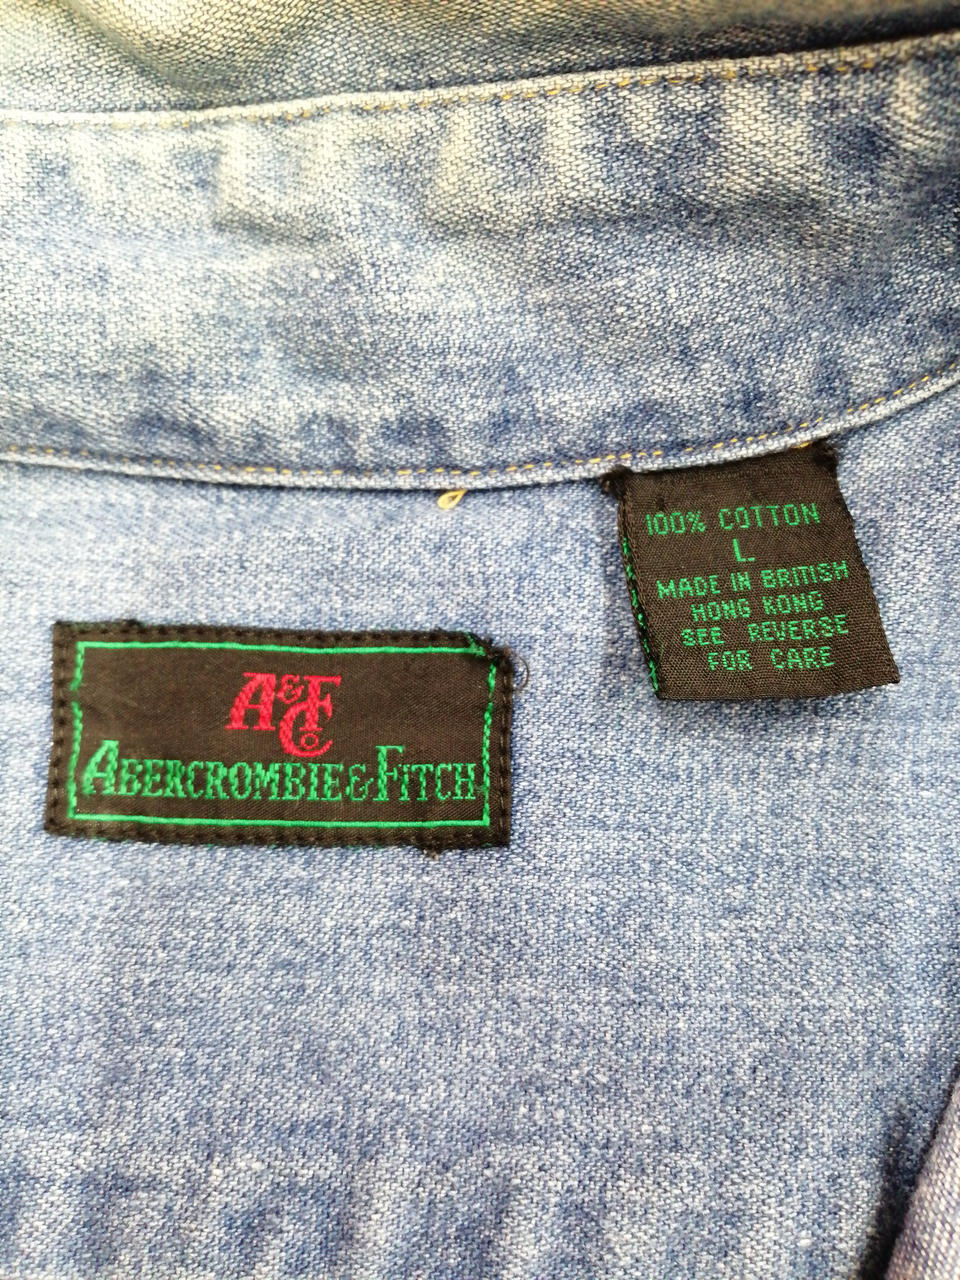 A&F
Co
ABERCROMBIE & FITCH
100% COTTON
L
MADE IN BRITISH
HONG KONG
SEE REVERSE
FOR CARE